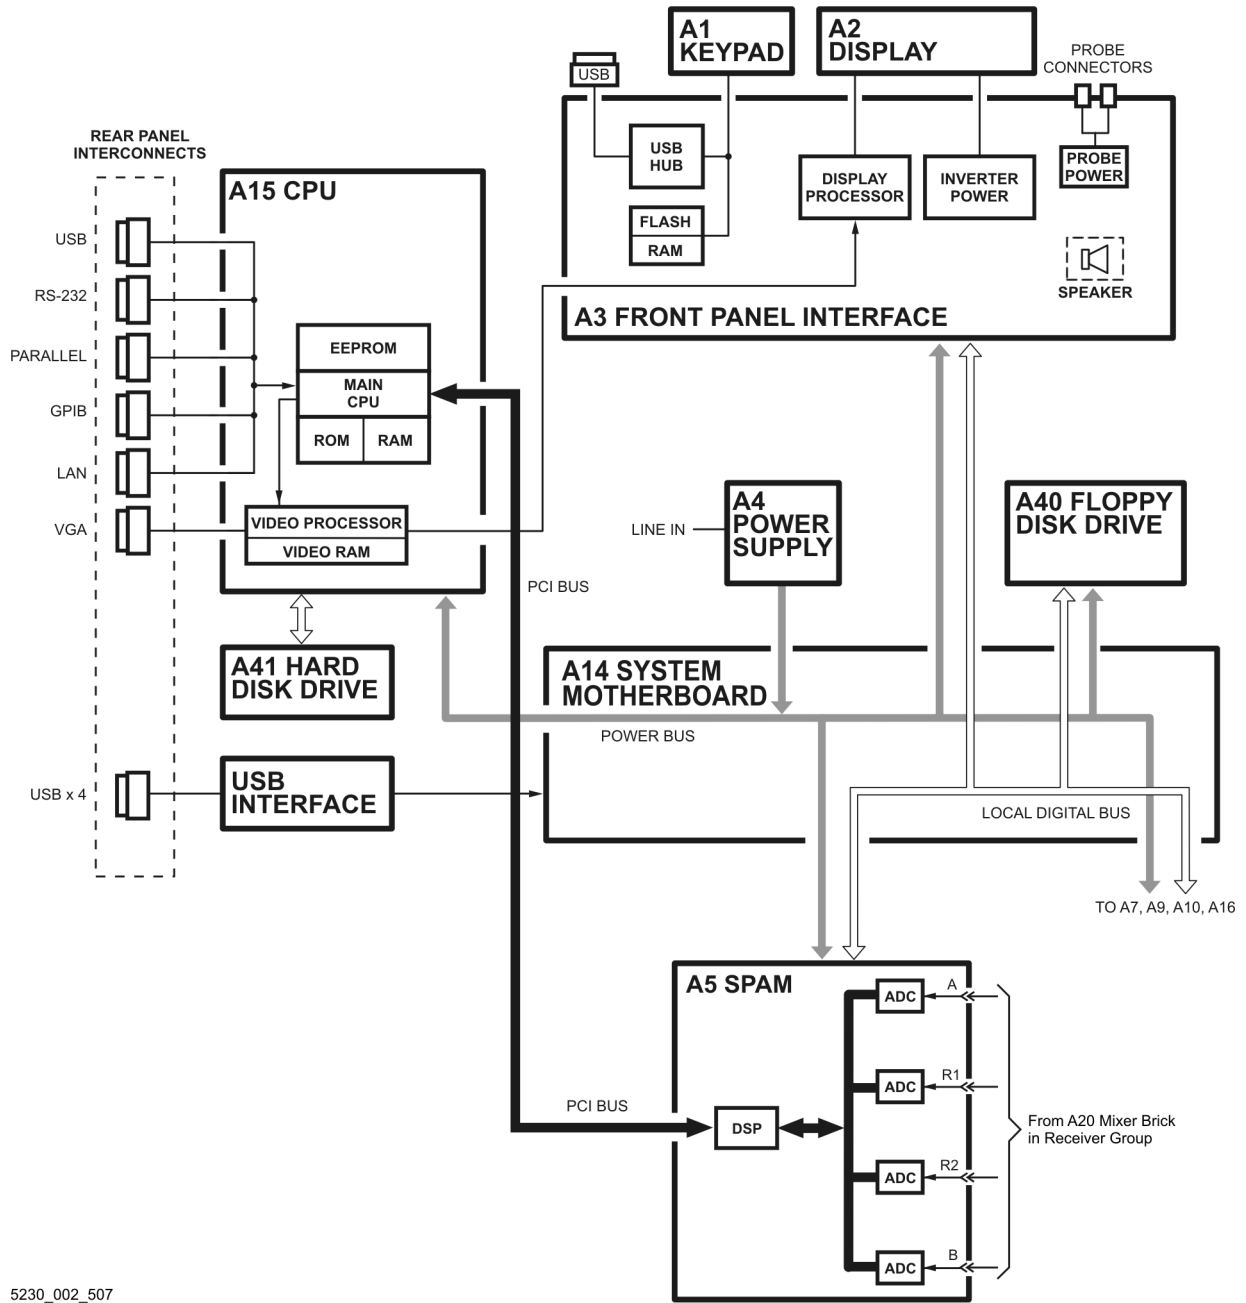 A1
KEYPAD
A2
DISPLAY
PROBE
CONNECTORS
USB
USB
HUB
FLASH
RAM
DISPLAY
PROCESSOR
INVERTER
POWER
PROBE
POWER
SPEAKER
A3 FRONT PANEL INTERFACE
REAR PANEL
INTERCONNECTS
USB
RS-232
PARALLEL
GPIB
LAN
VGA
A15 CPU
EEPROM
MAIN
CPU
ROM
RAM
VIDEO PROCESSOR
VIDEO RAM
PCI BUS
LINE IN
A4
POWER
SUPPLY
A40 FLOPPY
DISK DRIVE
A41 HARD
DISK DRIVE
A14 SYSTEM
MOTHERBOARD
POWER BUS
USB x 4
USB
INTERFACE
LOCAL DIGITAL BUS
TO A7, A9, A10, A16
A5 SPAM
ADC
A
ADC
R1
PCI BUS
DSP
From A20 Mixer Brick
in Receiver Group
ADC
R2
ADC
B
5230_002_507